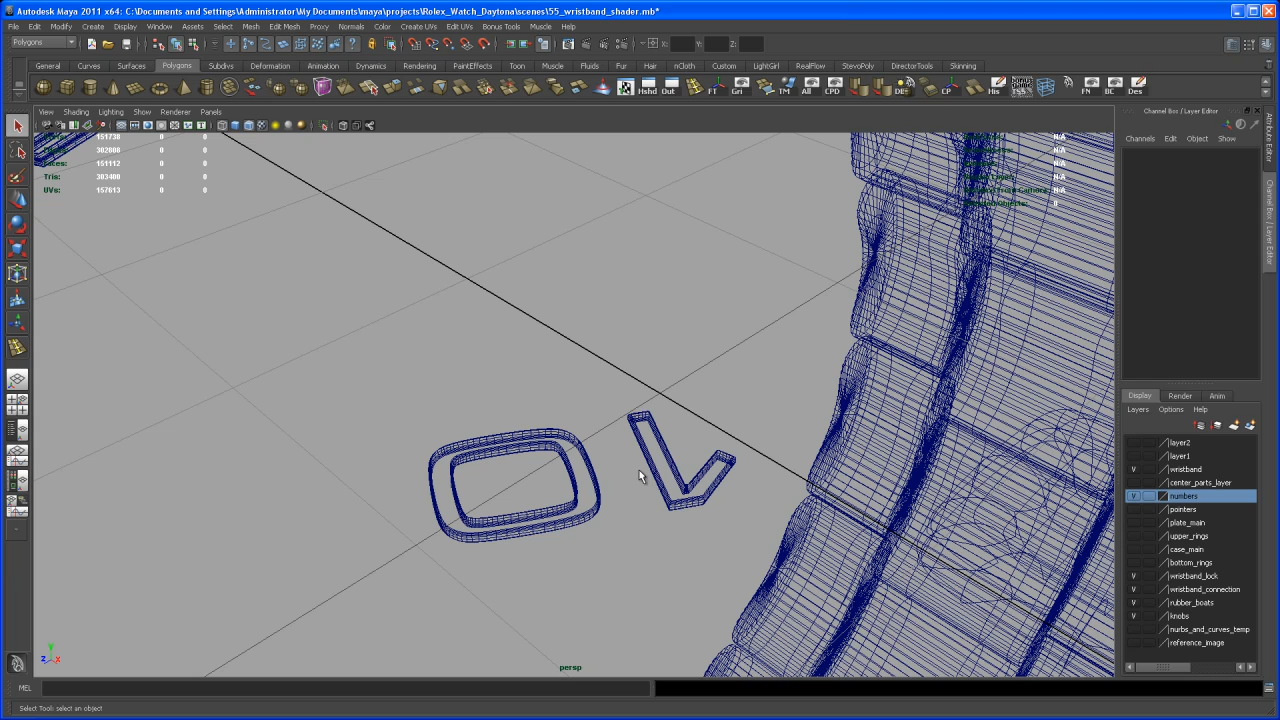 Autodesk Maya 2011 x64: C:\Documents and Settings\Administrator\My Documents\maya\projects\Rolex_Watch_Daytona\scenes\55_wristband_shader.mb*
File Edit Modify Create Display Window Assets Select Mesh Edit Mesh Proxy Normals Color Create UVs Edit UVs Bonus Tools Muscle Help
Polygons X: Y: Z:
General Curves Surfaces Polygons Subdivs Deformation Animation Dynamics Rendering PaintEffects Toon Muscle Fluids Fur Hair nCloth Custom LightGirl RealFlow StevoPoly DirectorTools Skinning
Hshd Out FT Gri TM All CPD CP His FN BC Des
View Shading Lighting Show Renderer Panels
Channel Box / Layer Editor
Channels Edit Object Show
151738 0 0 N/A
302888 0 0 N/A
151112 0 0
Tris: 303400 0 0
UVs: 157613 0 0 N/A
0
Attribute Editor
Channel Box / Layer Editor
Display Render Anim
Layers Options Help
layer2
layer1
V wristband
center_parts_layer
V numbers
pointers
plate_main
upper_rings
case_main
bottom_rings
V wristband_lock
V wristband_connection
V rubber_boats
V knobs
nurbs_and_curves_temp
reference_image
persp
MEL
Select Tool: select an object